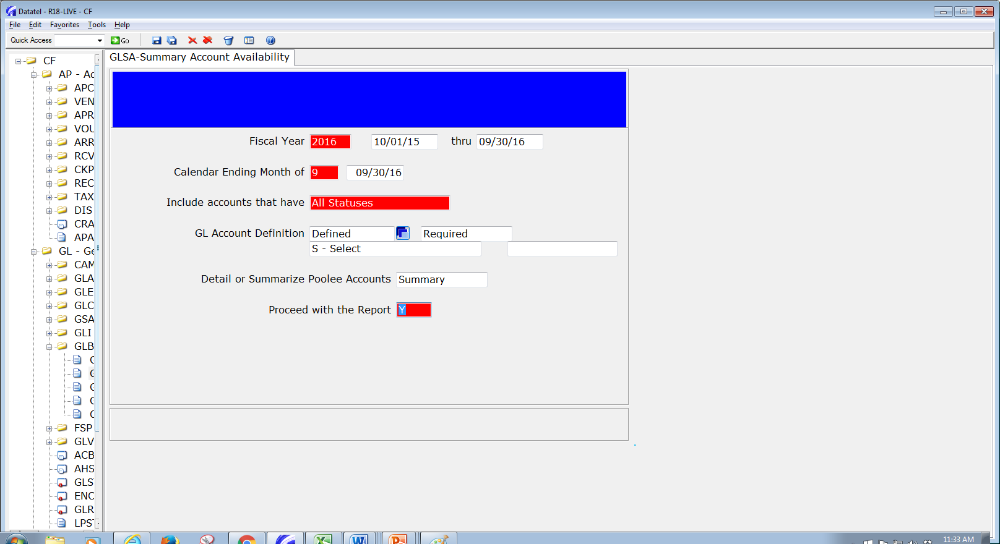 Datatel - R18-LIVE - CF
File Edit Favorites Tools Help
Quick Access Go
GLSA-Summary Account Availability
CF
AP - Ac
APC
VEN
APR
VOU
ARR
RCV
CKP
REC
TAX
DIS
CRA
APA
GL - Ge
CAM
GLA
GLE
GLC
GSA
GLI
GLB
FSP
GLV
ACB
AHS
GLS
ENC
GLR
LPS
Fiscal Year 2016 10/01/15 thru 09/30/16
Calendar Ending Month of 9 09/30/16
Include accounts that have All Statuses
GL Account Definition Defined Required
S - Select
Detail or Summarize Poolee Accounts Summary
Proceed with the Report Y
11:33 AM